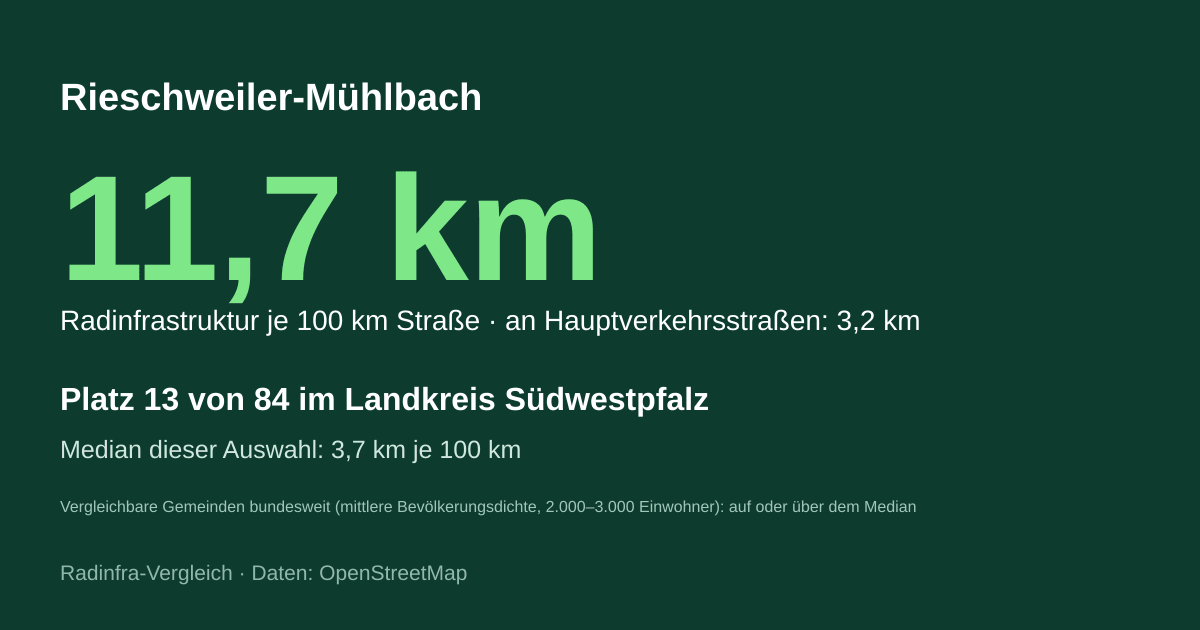 Rieschweiler-Mühlbach
11,7 km
Radinfrastruktur je 100 km Straße · an Hauptverkehrsstraßen: 3,2 km
Platz 13 von 84 im Landkreis Südwestpfalz
Median dieser Auswahl: 3,7 km je 100 km
Vergleichbare Gemeinden bundesweit (mittlere Bevölkerungsdichte, 2.000–3.000 Einwohner): auf oder über dem Median
Radinfra-Vergleich · Daten: OpenStreetMap